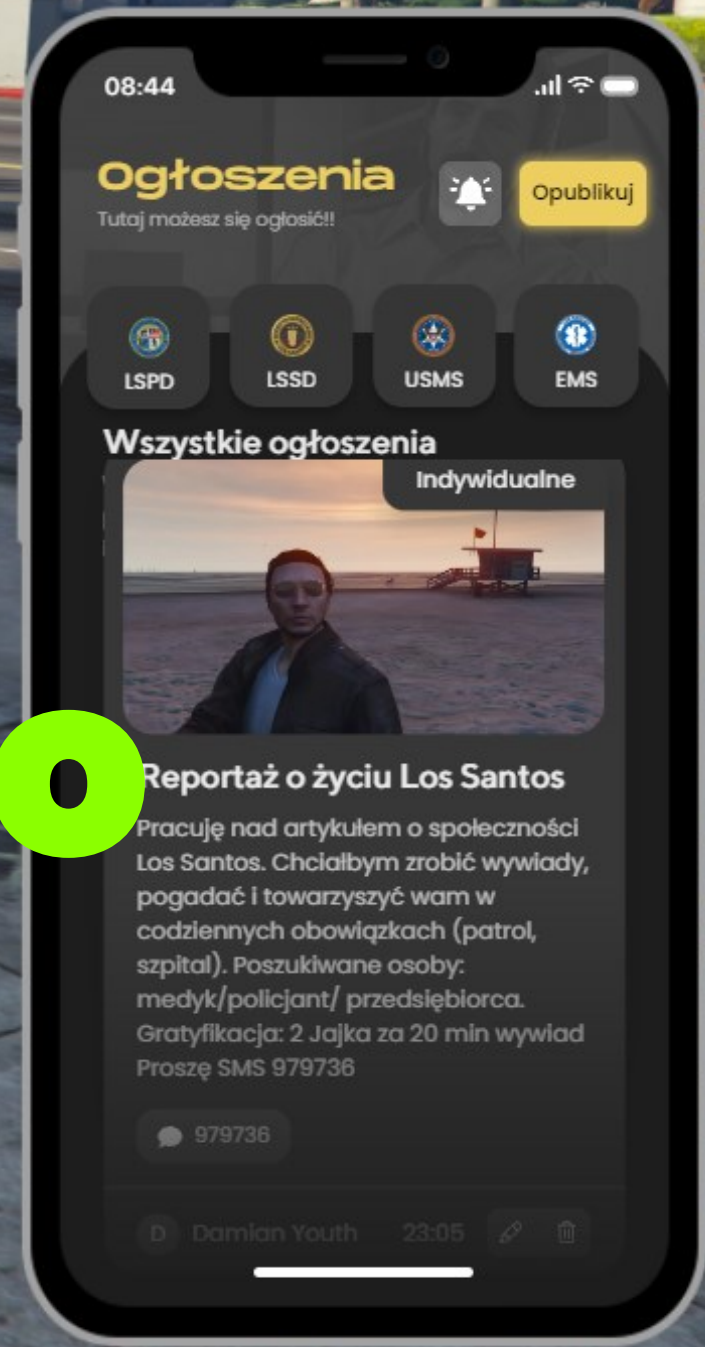 08:44
Ogłoszenia
Tutaj możesz się ogłosić!!
Opublikuj
LSPD
LSSD
USMS
EMS
Wszystkie ogłoszenia
Indywidualne
O
Reportaż o życiu Los Santos
Pracuję nad artykułem o społeczności
Los Santos. Chciałbym zrobić wywiady,
pogadać i towarzyszyć wam w
codziennych obowiązkach (patrol,
szpital). Poszukiwane osoby:
medyk/policjant/ przedsiębiorca.
Gratyfikacja: 2 Jajka za 20 min wywiad
Proszę SMS 979736
979736
D Damian Youth 23:05